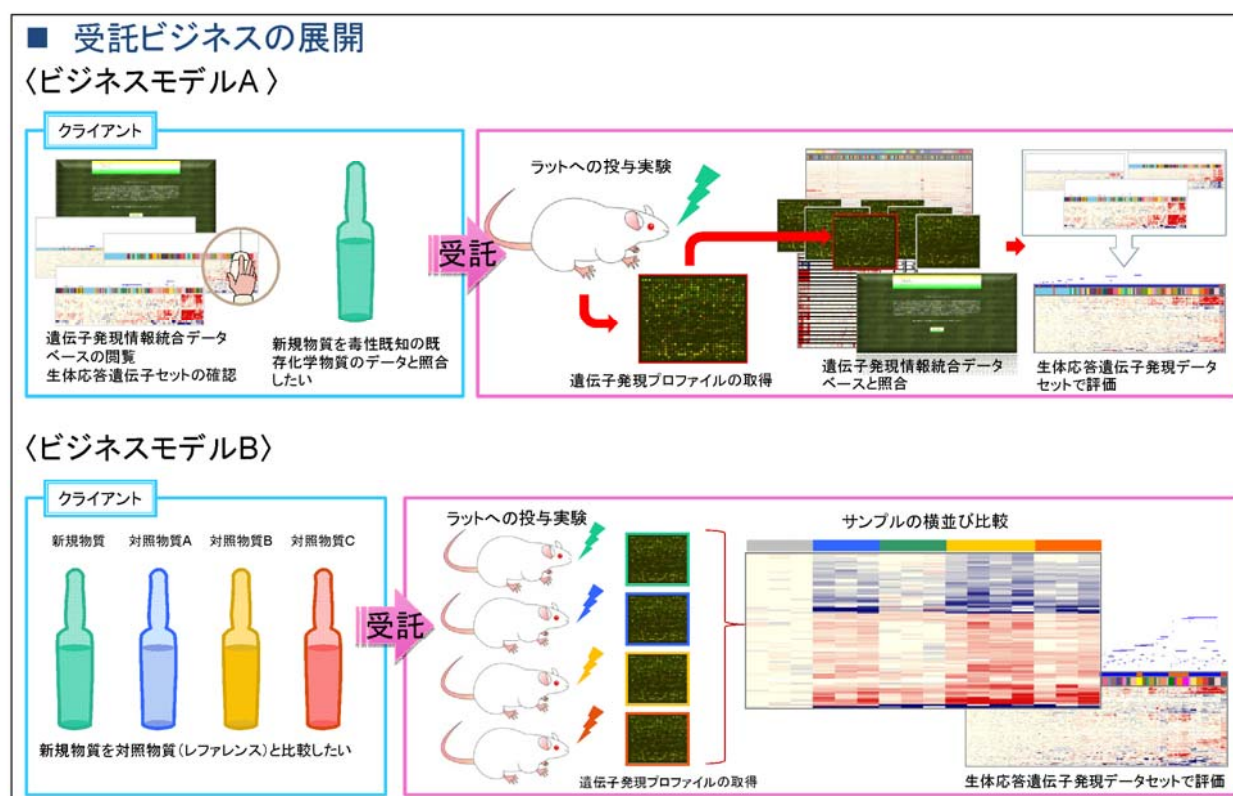 ■ 受託ビジネスの展開
〈ビジネスモデルA〉
クライアント
遺伝子発現情報統合データ
ベースの閲覧
生体応答遺伝子セットの確認
新規物質を毒性既知の既
存化学物質のデータと照合
したい
受託
ラットへの投与実験
遺伝子発現プロファイルの取得
遺伝子発現情報統合データ
ベースと照合
生体応答遺伝子発現データ
セットで評価
〈ビジネスモデルB〉
クライアント
新規物質
対照物質A
対照物質B
対照物質C
新規物質を対照物質(レファレンス)と比較したい
受託
ラットへの投与実験
遺伝子発現プロファイルの取得
サンプルの横並び比較
生体応答遺伝子発現データセットで評価